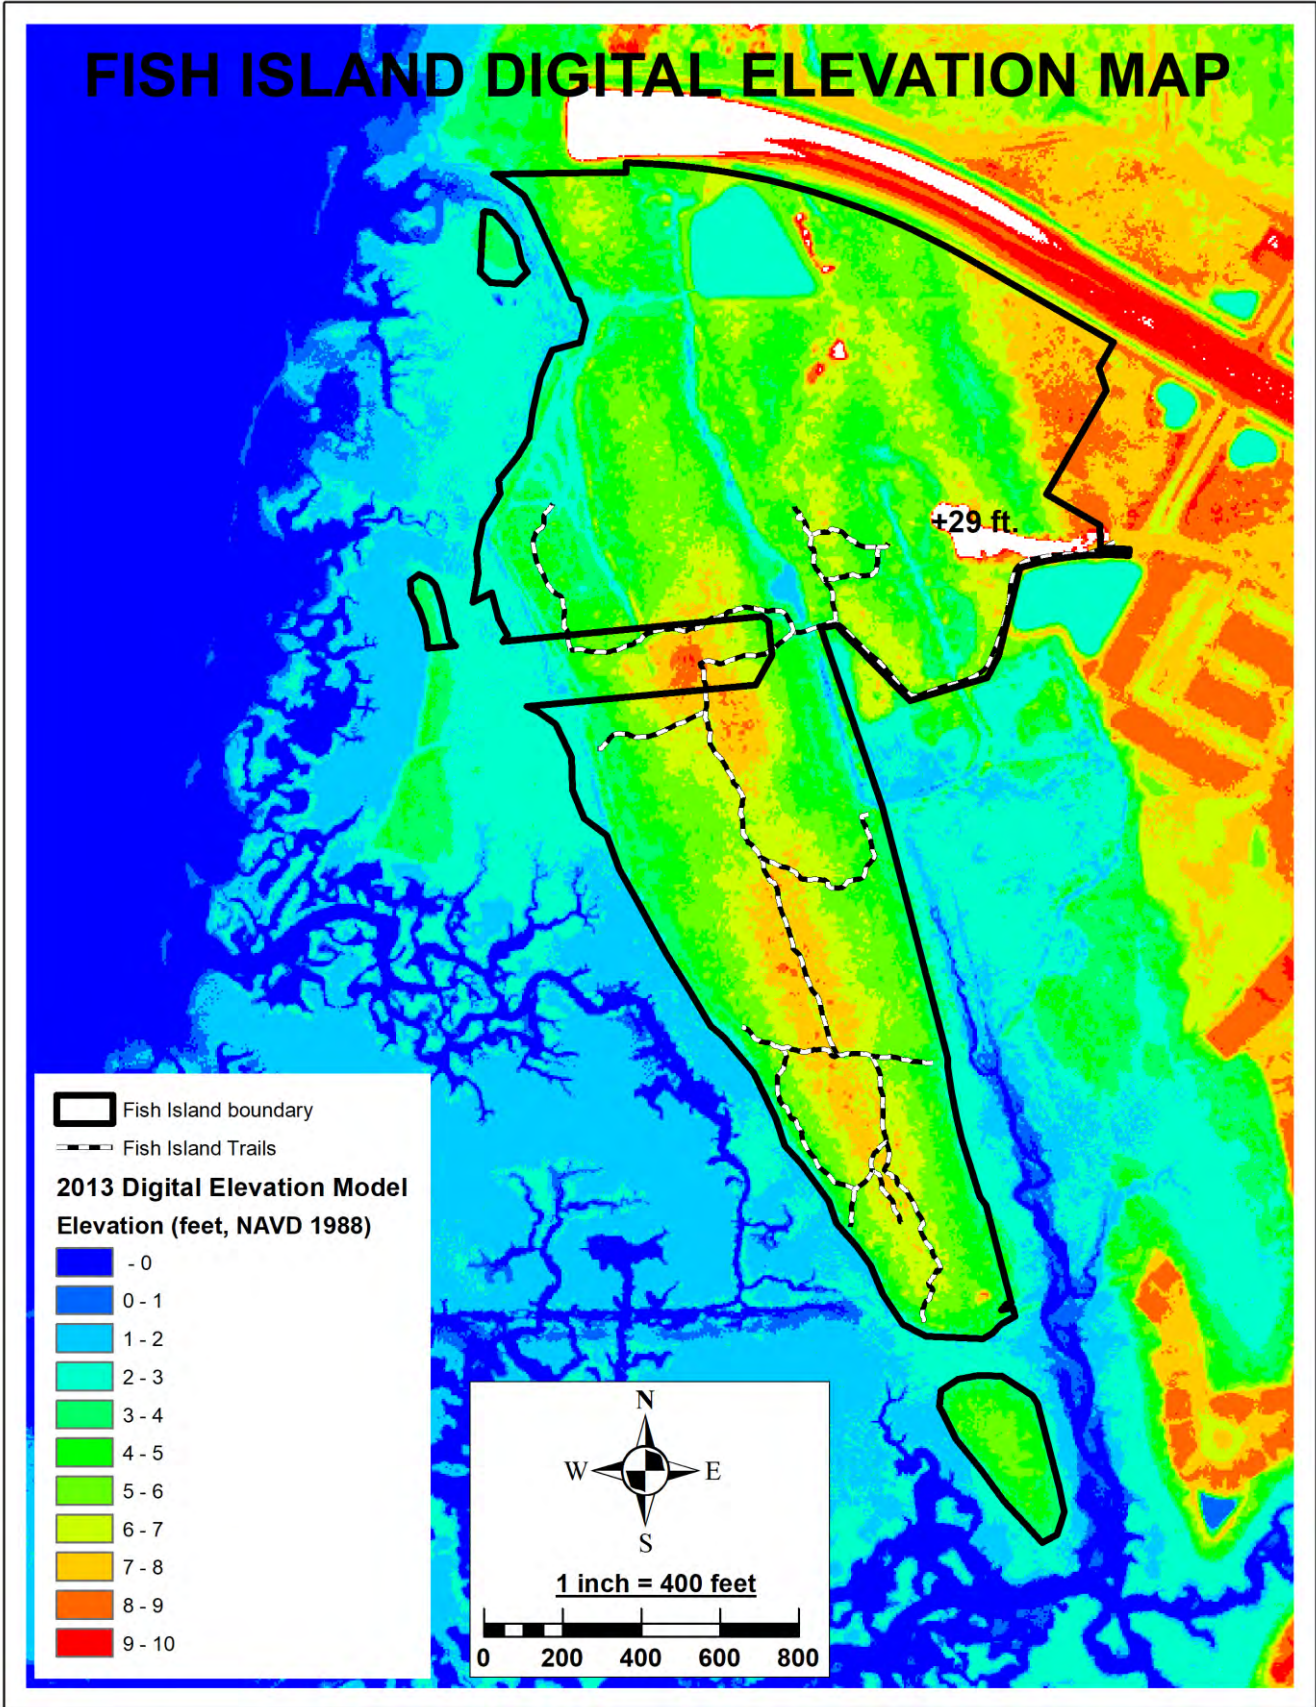 FISH ISLAND DIGITAL ELEVATION MAP
+29 ft.
Fish Island boundary
Fish Island Trails
2013 Digital Elevation Model
Elevation (feet, NAVD 1988)
- 0
0 - 1
1 - 2
2 - 3
3 - 4
4 - 5
5 - 6
6 - 7
7 - 8
8 - 9
9 - 10
N
W E
S
1 inch = 400 feet
0 200 400 600 800